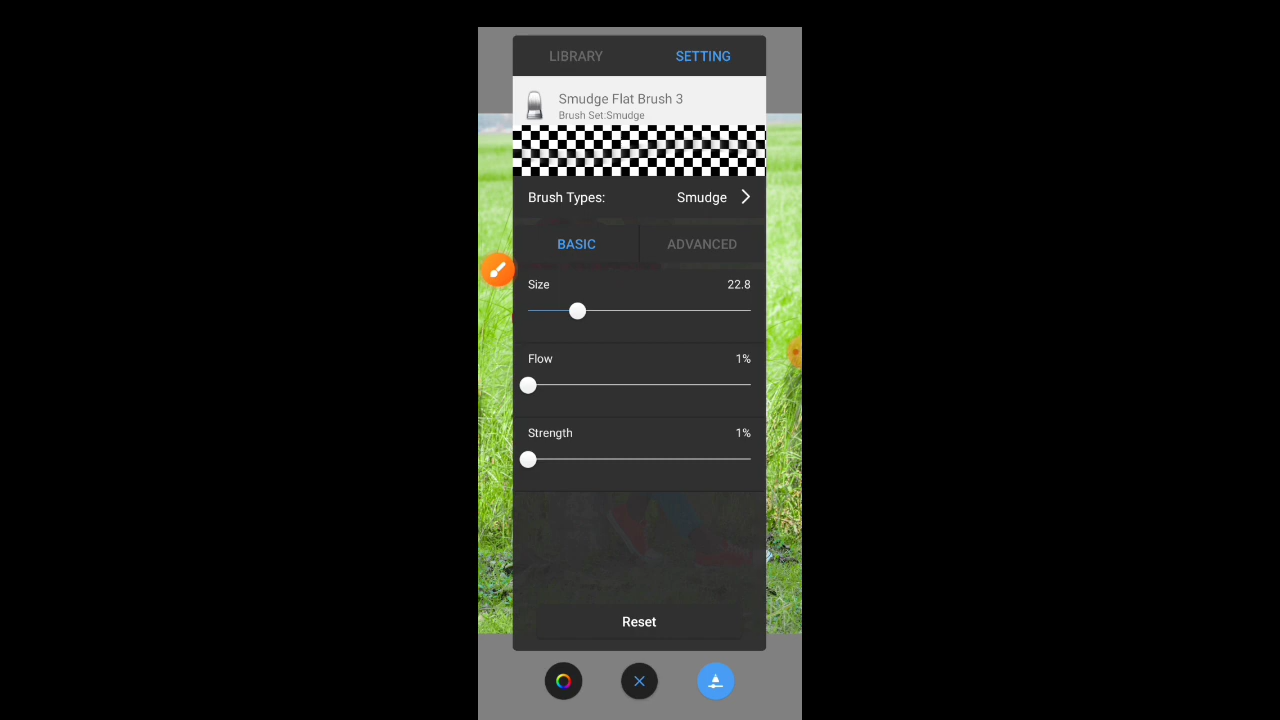 LIBRARY SETTING
Smudge Flat Brush 3
Brush Set:Smudge
Brush Types: Smudge
BASIC ADVANCED
Size 22.8
Flow 1%
Strength 1%
Reset